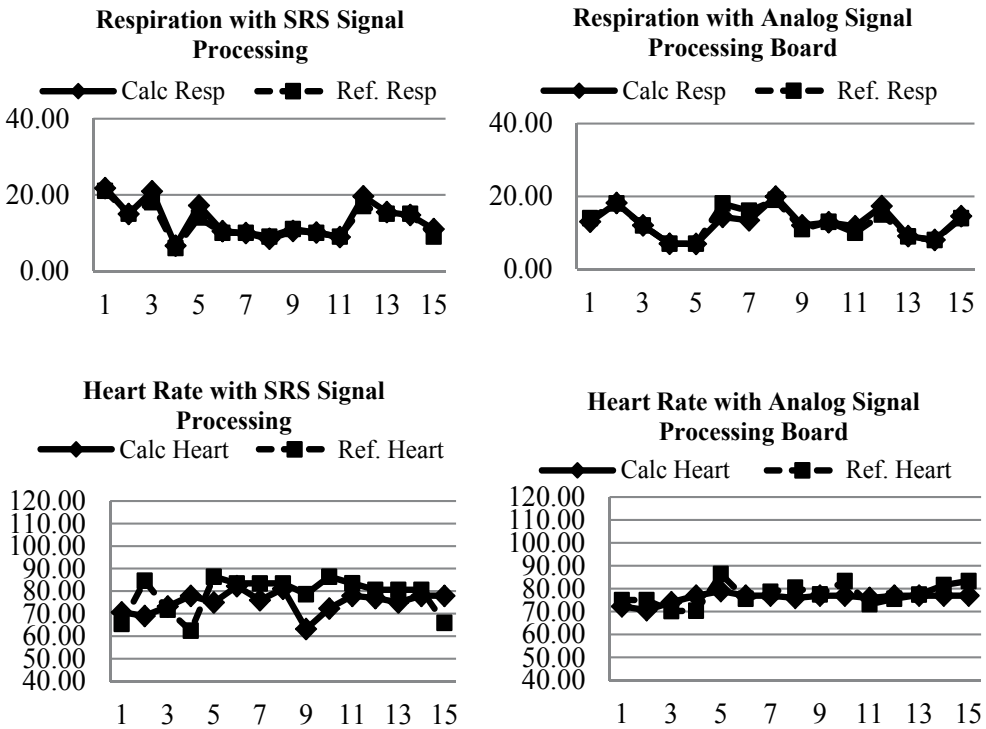 Respiration with SRS Signal
Processing
Calc Resp Ref. Resp
40.00
20.00
0.00
1 3 5 7 9 11 13 15
Respiration with Analog Signal
Processing Board
Calc Resp Ref. Resp
40.00
20.00
0.00
1 3 5 7 9 11 13 15
Heart Rate with SRS Signal
Processing
Calc Heart Ref. Heart
120.00
110.00
100.00
90.00
80.00
70.00
60.00
50.00
40.00
1 3 5 7 9 11 13 15
Heart Rate with Analog Signal
Processing Board
Calc Heart Ref. Heart
120.00
110.00
100.00
90.00
80.00
70.00
60.00
50.00
40.00
1 3 5 7 9 11 13 15